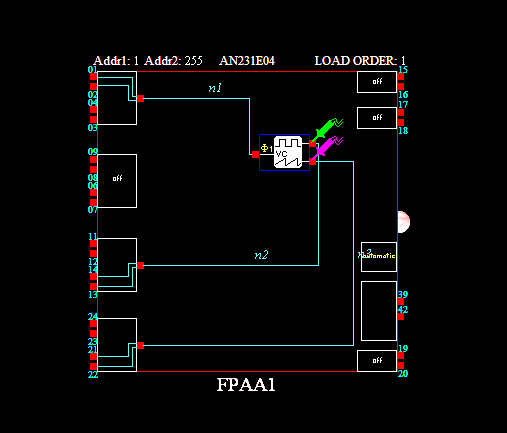 Addr1: 1 Addr2: 255 AN231E04 LOAD ORDER: 1
01
15
off
02
16
04
n1
17
off
03
18
09
Φ1
VC
08
off
06
07
11
n2
12
automatic
14
13
39
42
24
23
21
19
off
22
20
FPAA1